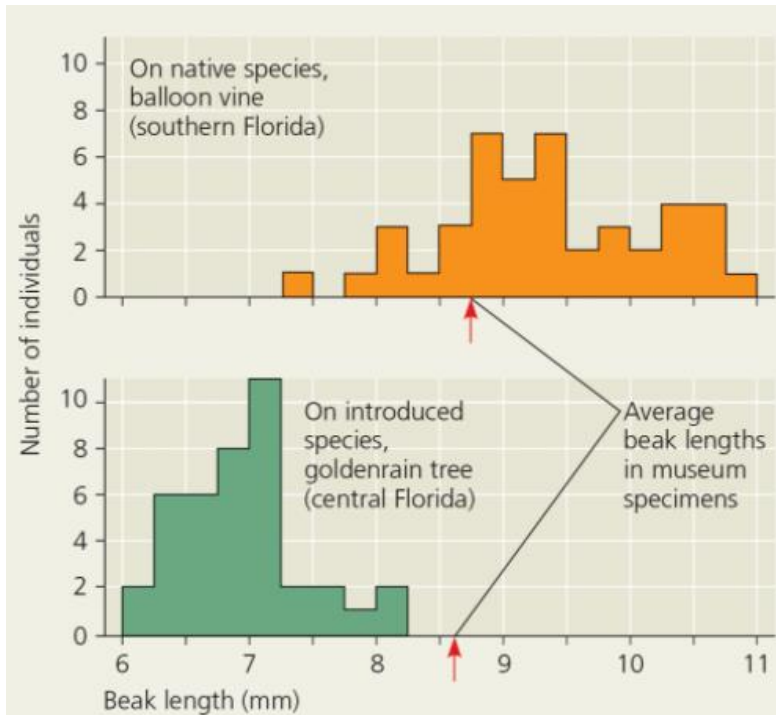 10
8
6
4
2
0
On native species,
balloon vine
(southern Florida)
Number of individuals
10
8
6
4
2
0
On introduced
species,
goldenrain tree
(central Florida)
Average
beak lengths
in museum
specimens
6 7 8 9 10 11
Beak length (mm)